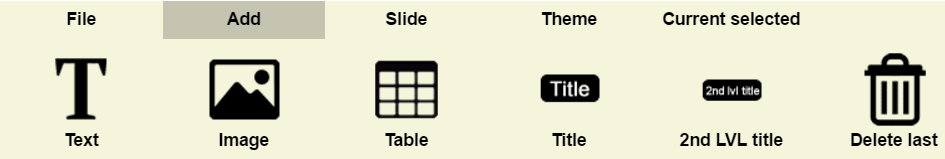 File Add Slide Theme Current selected
T
Title
2nd lvl title
Text Image Table Title 2nd LVL title Delete last